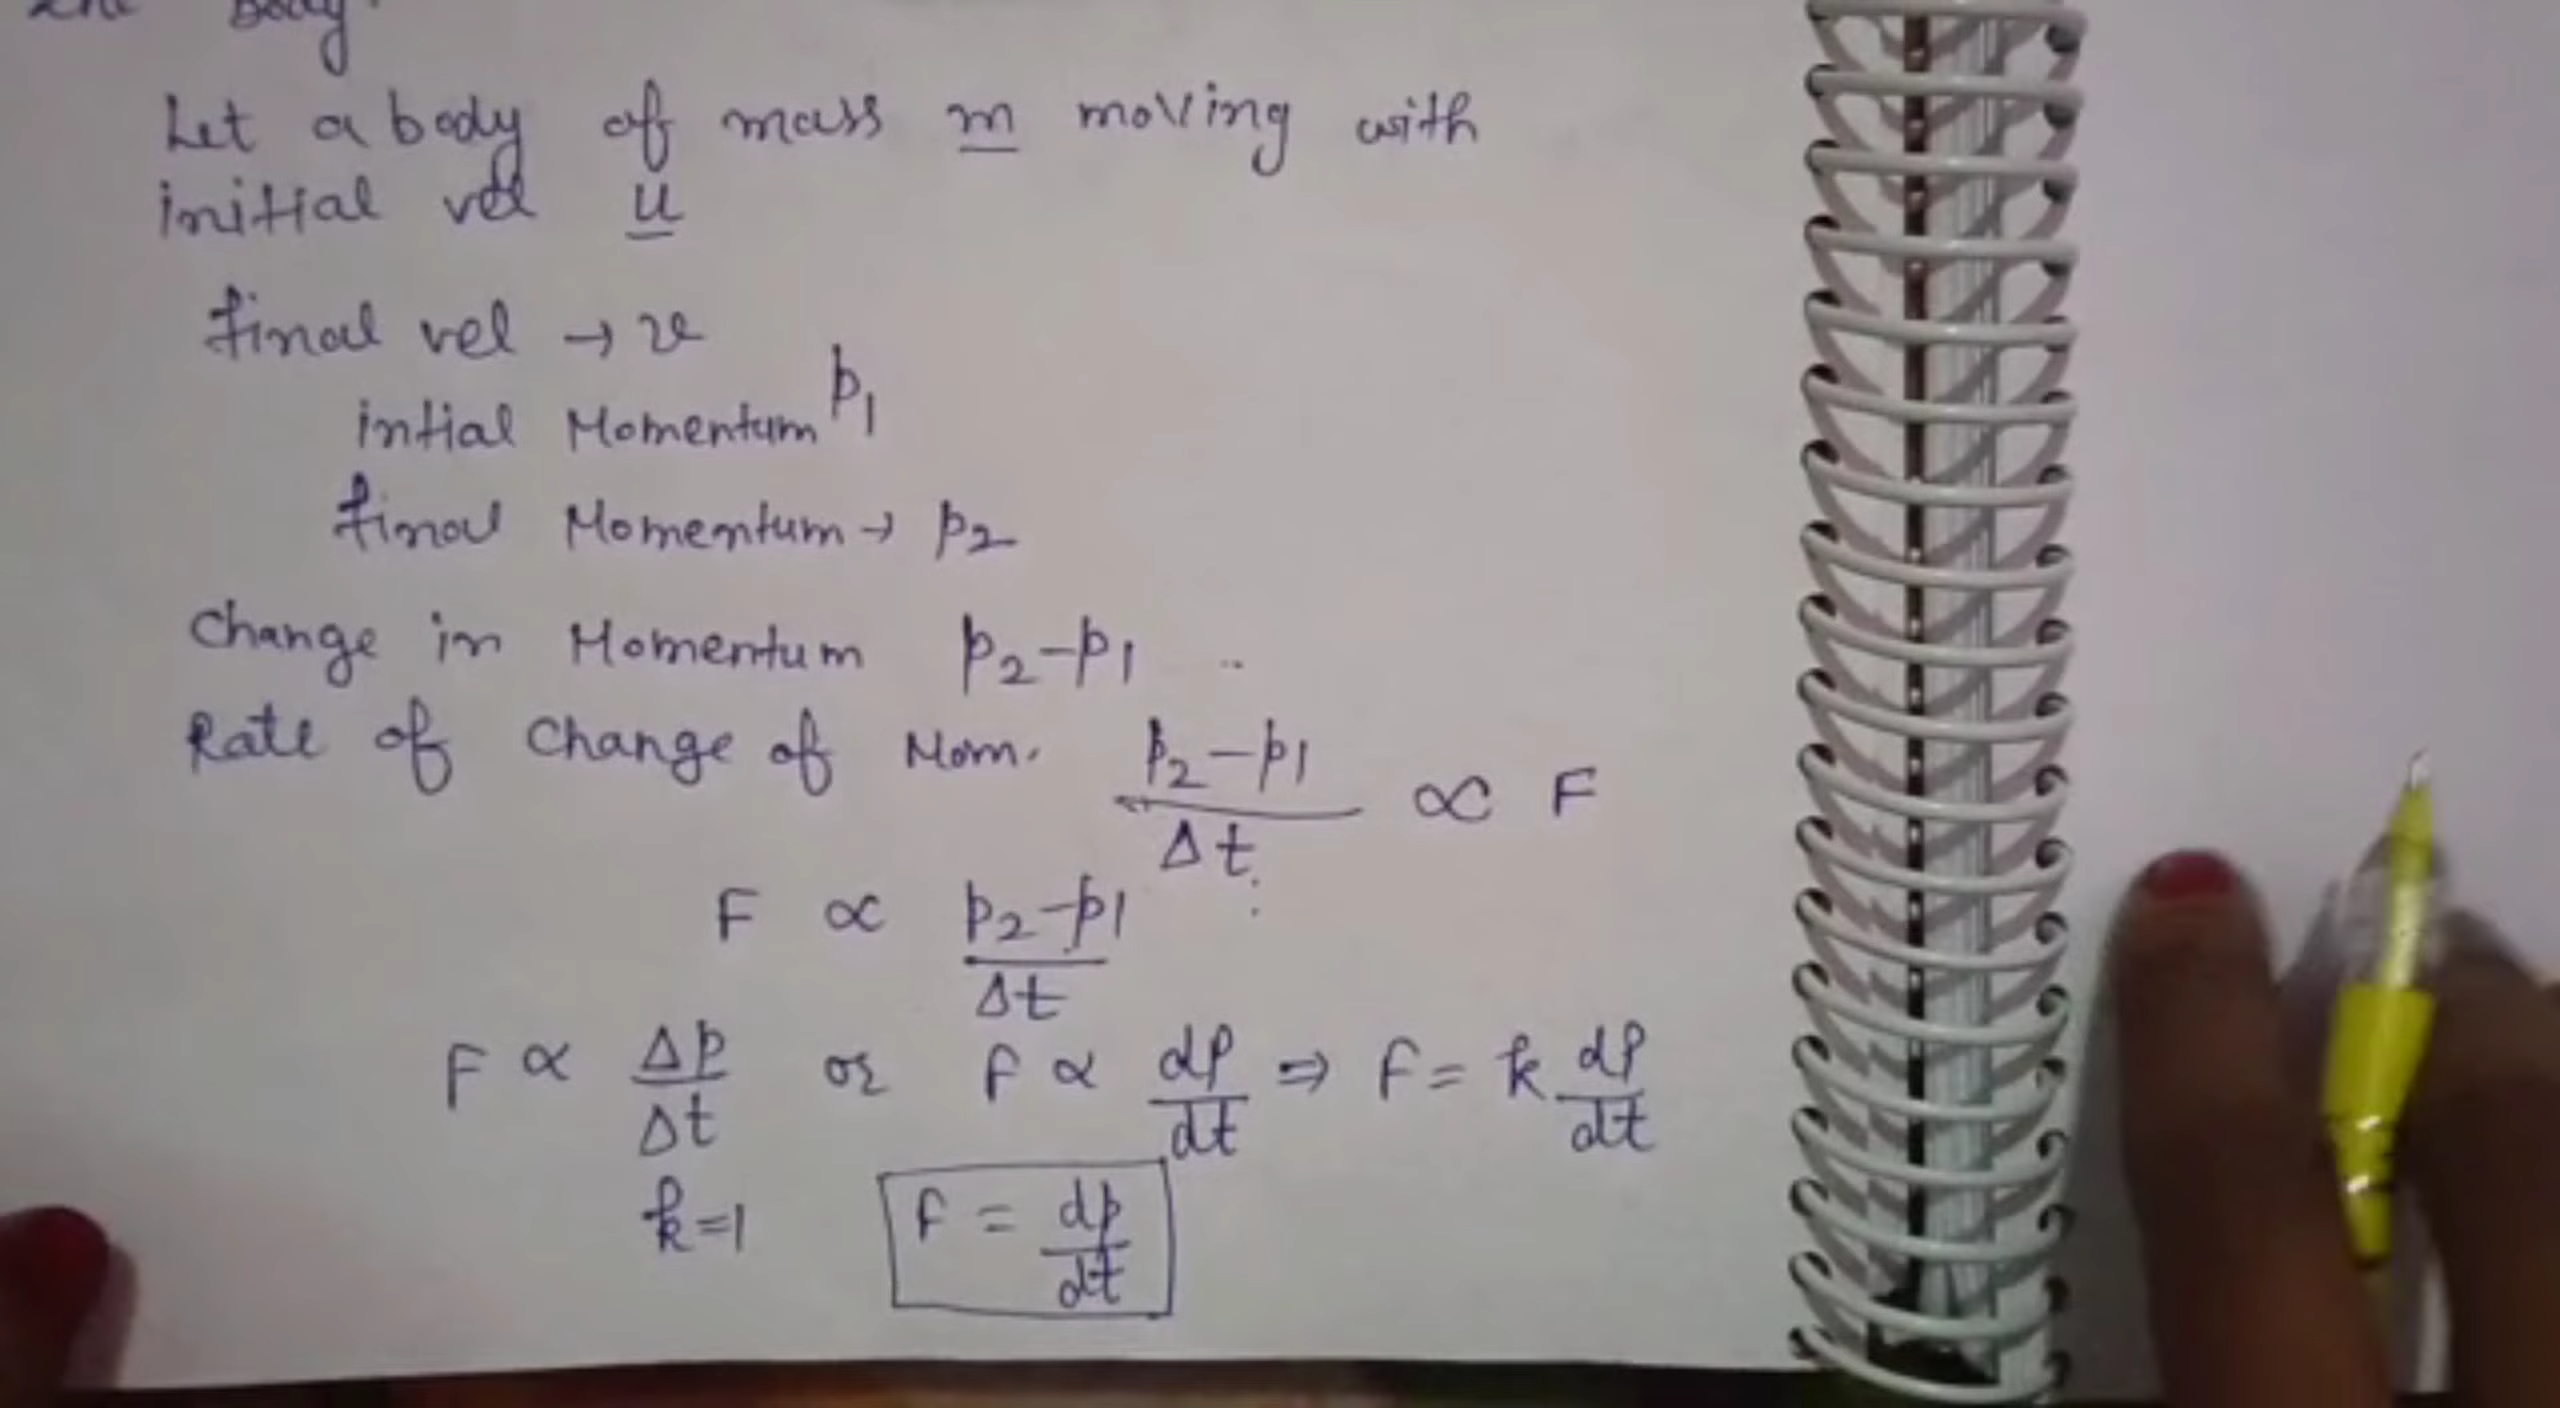 the body.
Let a body of mass m moving with
initial vel u
final vel → v
intial Momentum p1
final Momentum → p2
Change in Momentum p2-p1
Rate of Change of Mom. p2-p1/Δt ∝ F
F ∝ p2-p1/Δt
F ∝ Δp/Δt or F ∝ dp/dt ⇒ F = k dp/dt
k=1 F = dp/dt